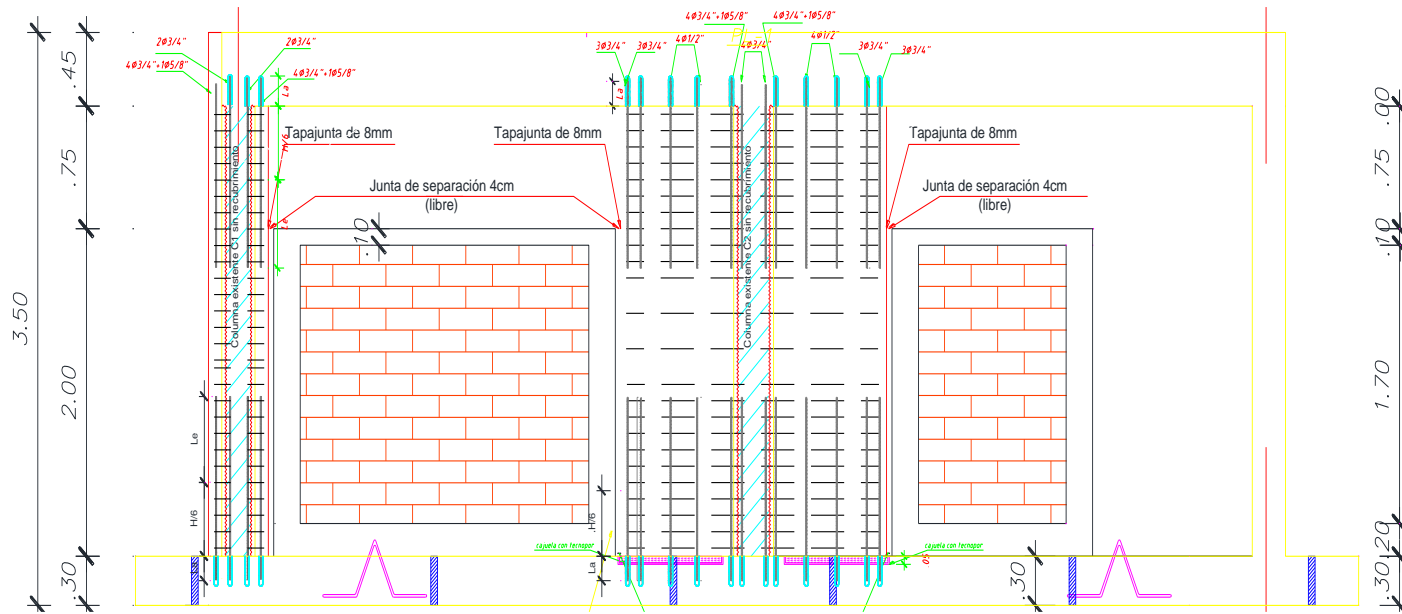 4Ø3/4"+1Ø5/8" 4Ø3/4"+1Ø5/8"
2Ø3/4" 2Ø3/4" 3Ø3/4" 3Ø3/4" 4Ø1/2" 4Ø3/4" 4Ø1/2" 3Ø3/4" 3Ø3/4"
4Ø3/4"+1Ø5/8" 4Ø3/4"+1Ø5/8"
.45
La
La
.00
Tapajunta de 8mm
Tapajunta de 8mm
Tapajunta de 8mm
H/6
.75
.75
Junta de separación 4cm
(libre)
Junta de separación 4cm
(libre)
Le
.10
.10
Columna existente C1 sin recubrimiento
Columna existente C2 sin recubrimiento
3.50
2.00
1.70
Le
H/6
H/6
.20
cajuela con tecnopor
cajuela con tecnopor
La
.05
.30
.30
.30